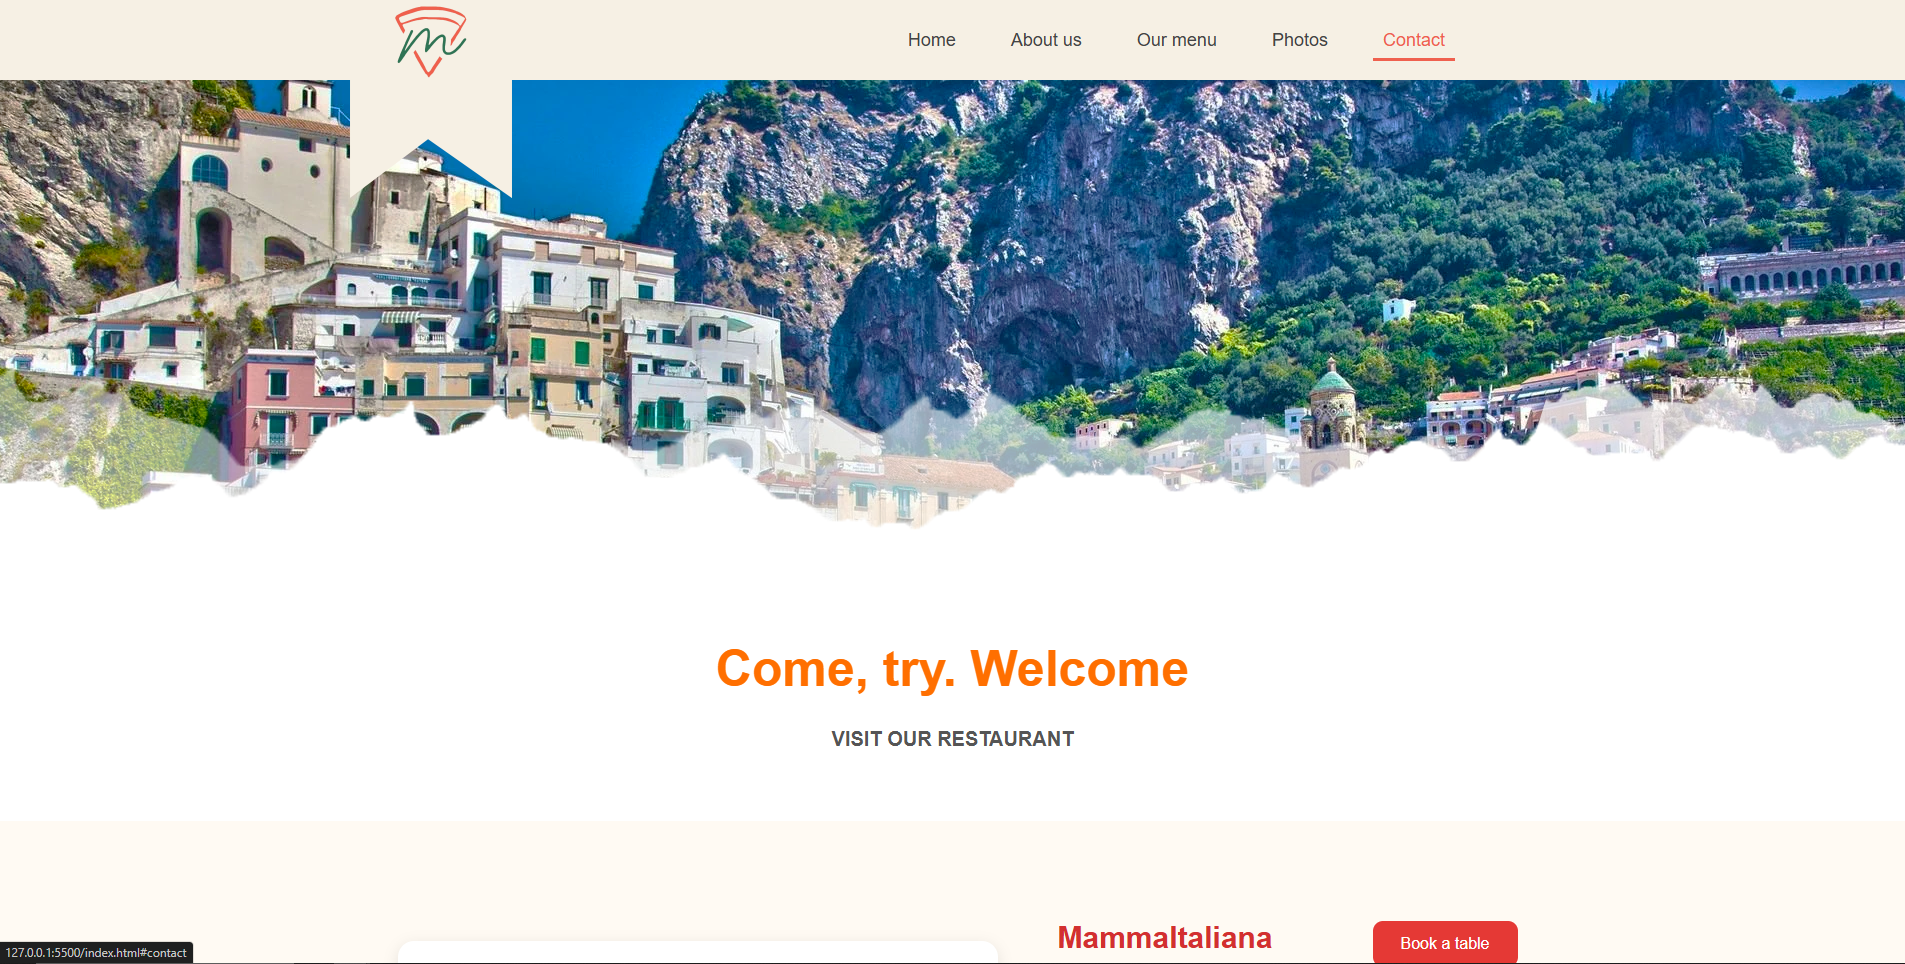 m
Home About us Our menu Photos Contact
Come, try. Welcome
VISIT OUR RESTAURANT
MammaItaliana
Book a table
127.0.0.1:5500/index.html#contact